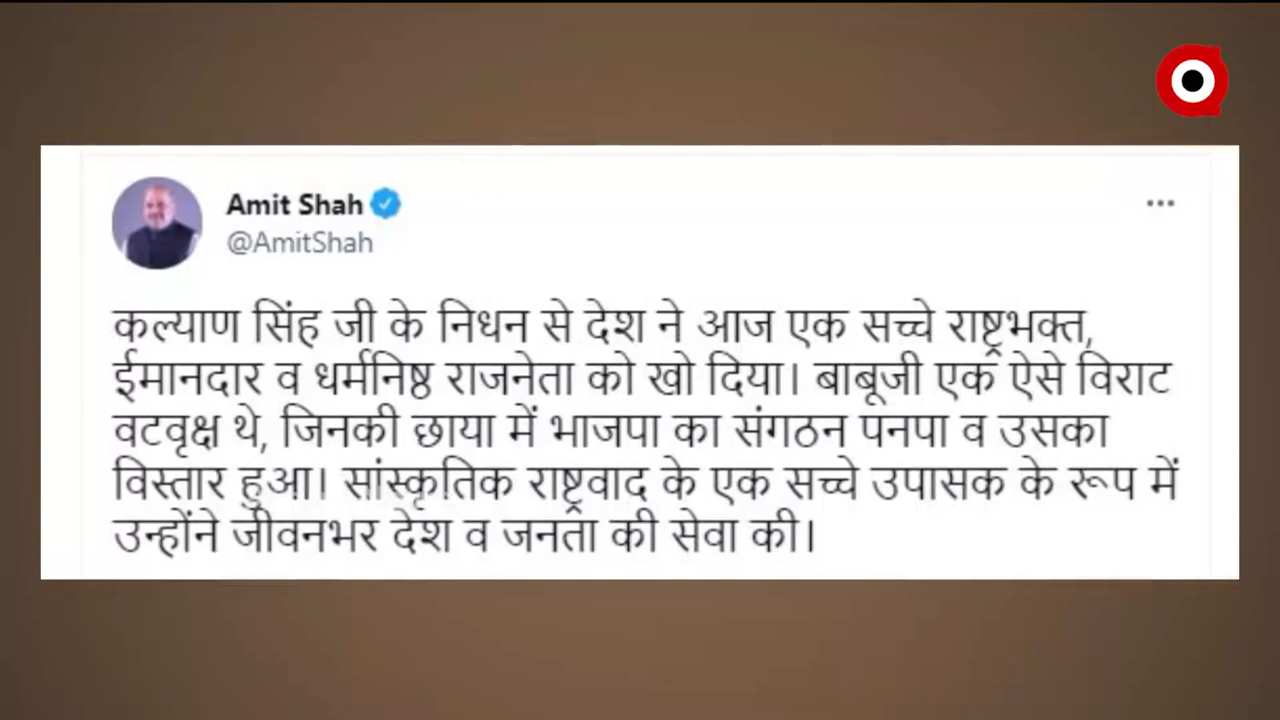 Amit Shah
@AmitShah
कल्याण सिंह जी के निधन से देश ने आज एक सच्चे राष्ट्रभक्त,
ईमानदार व धर्मनिष्ठ राजनेता को खो दिया। बाबूजी एक ऐसे विराट
वटवृक्ष थे, जिनकी छाया में भाजपा का संगठन पनपा व उसका
विस्तार हुआ। सांस्कृतिक राष्ट्रवाद के एक सच्चे उपासक के रूप में
उन्होंने जीवनभर देश व जनता की सेवा की।